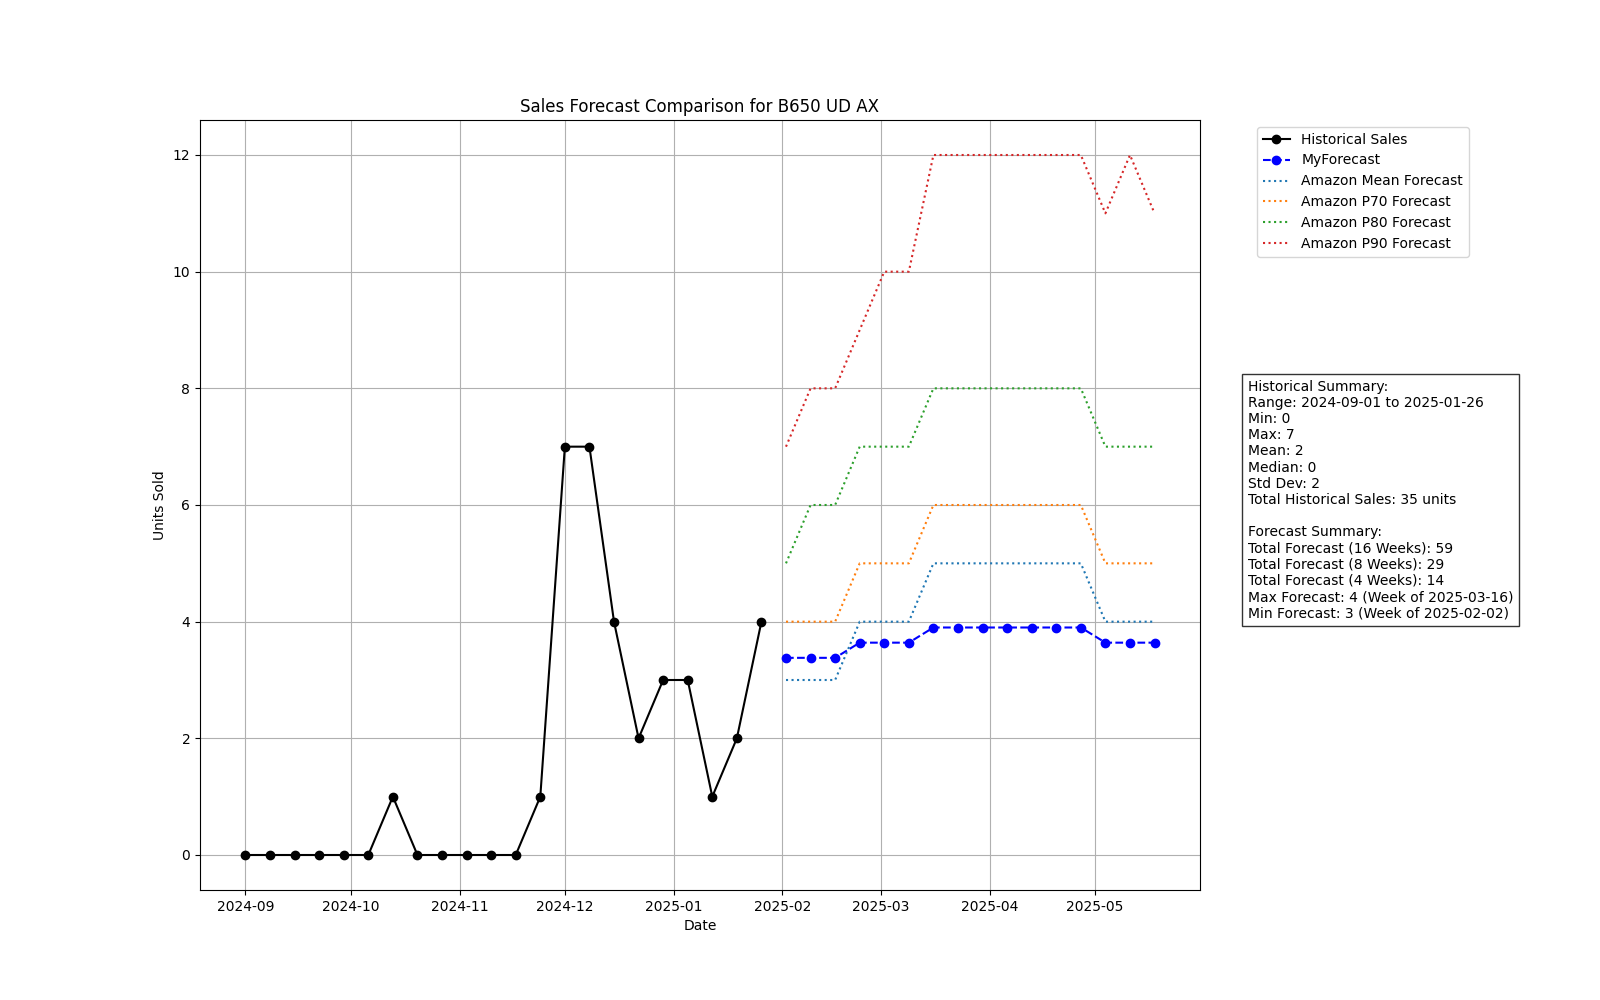 Sales Forecast Comparison for B650 UD AX
12
10
8
6
4
2
0
Units Sold
2024-09 2024-10 2024-11 2024-12 2025-01 2025-02 2025-03 2025-04 2025-05
Date
Historical Sales
MyForecast
Amazon Mean Forecast
Amazon P70 Forecast
Amazon P80 Forecast
Amazon P90 Forecast
Historical Summary:
Range: 2024-09-01 to 2025-01-26
Min: 0
Max: 7
Mean: 2
Median: 0
Std Dev: 2
Total Historical Sales: 35 units
Forecast Summary:
Total Forecast (16 Weeks): 59
Total Forecast (8 Weeks): 29
Total Forecast (4 Weeks): 14
Max Forecast: 4 (Week of 2025-03-16)
Min Forecast: 3 (Week of 2025-02-02)